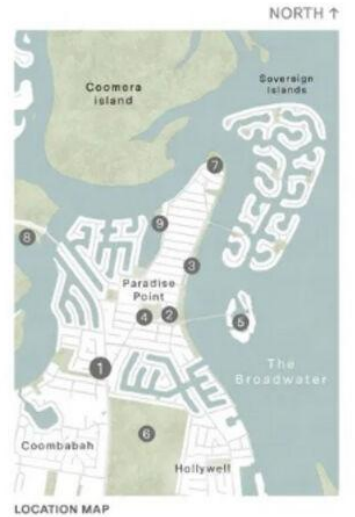 NORTH ↑
Coomera
island
Sovereign
Islands
7
9
8
3
Paradise
Point
4
2
5
1
The
Broadwater
6
Coombabah
Hollywell
LOCATION MAP